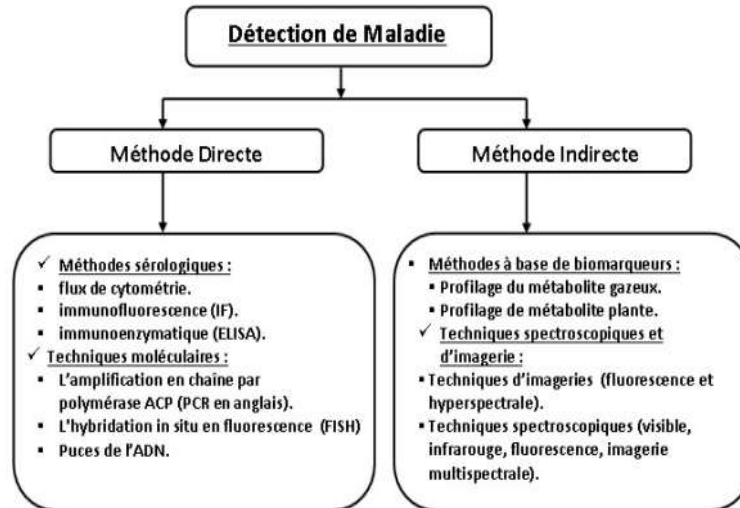 Détection de Maladie
Méthode Directe
Méthode Indirecte
✓ Méthodes sérologiques :
▪ flux de cytométrie.
▪ immunofluorescence (IF).
▪ immunoenzymatique (ELISA).
✓ Techniques moléculaires :
▪ L'amplification en chaîne par
polymérase ACP (PCR en anglais).
▪ L'hybridation in situ en fluorescence (FISH)
▪ Puces de l'ADN.
▪ Méthodes à base de biomarqueurs :
▪ Profilage du métabolite gazeux.
▪ Profilage de métabolite plante.
✓ Techniques spectroscopiques et
d'imagerie :
▪ Techniques d'imageries (fluorescence et
hyperspectrale).
▪ Techniques spectroscopiques (visible,
infrarouge, fluorescence, imagerie
multispectrale).